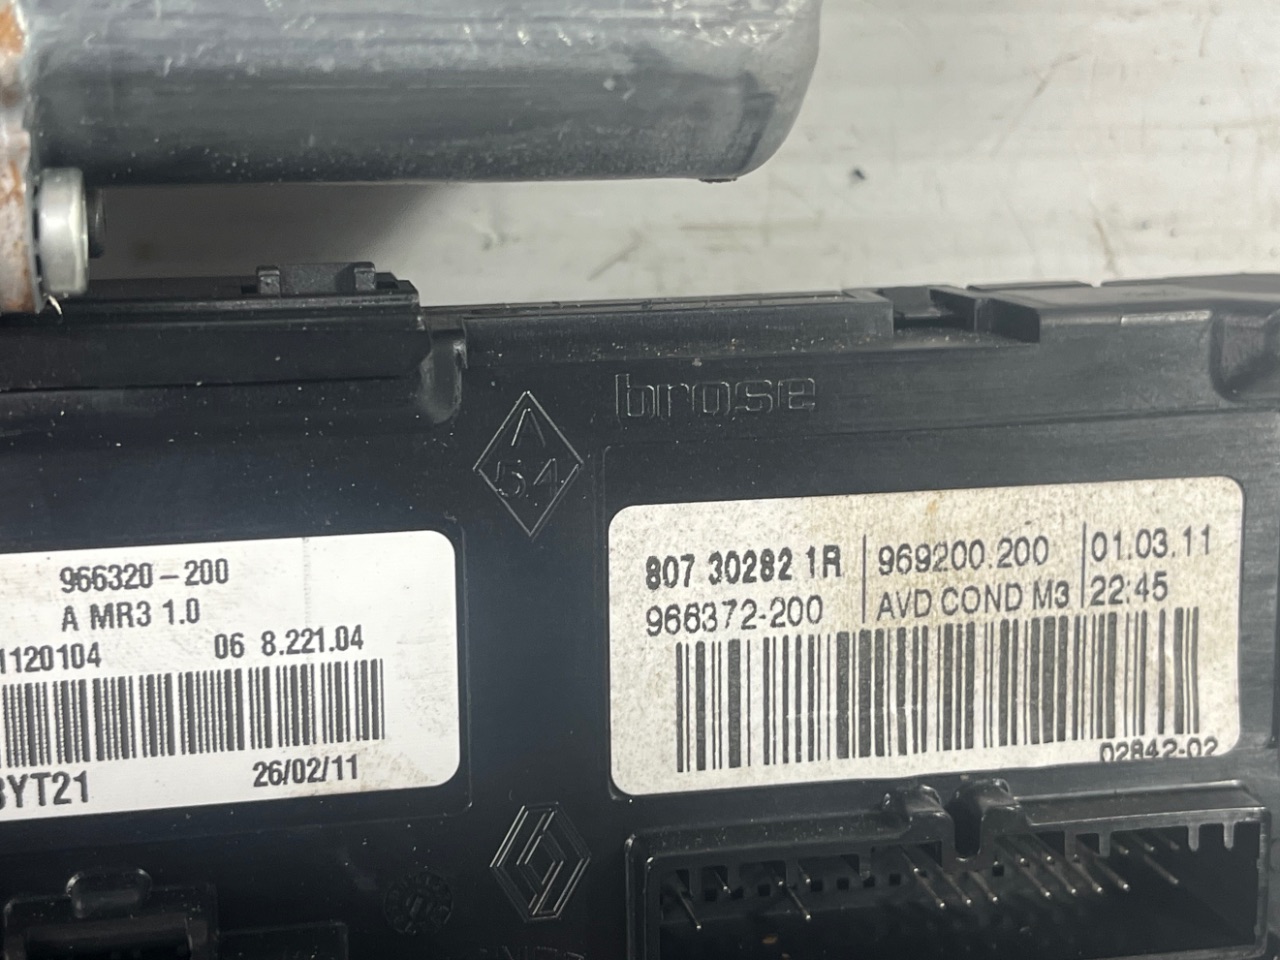 brose
54
966320-200
A MR3 1.0
1120104 06 8.221.04
YT21 26/02/11
807 30282 1R 969200.200 01.03.11
966372-200 AVD COND M3 22:45
02842-02